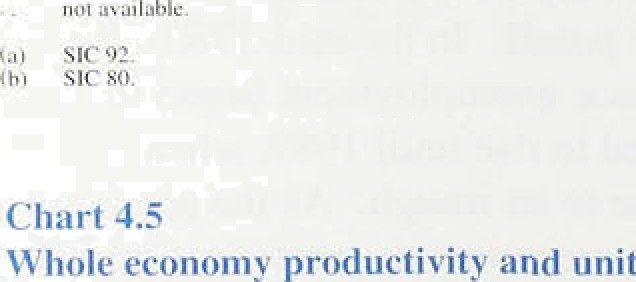 not available.
(a) SIC 92.
(b) SIC 80.
Chart 4.5
Whole economy productivity and unit